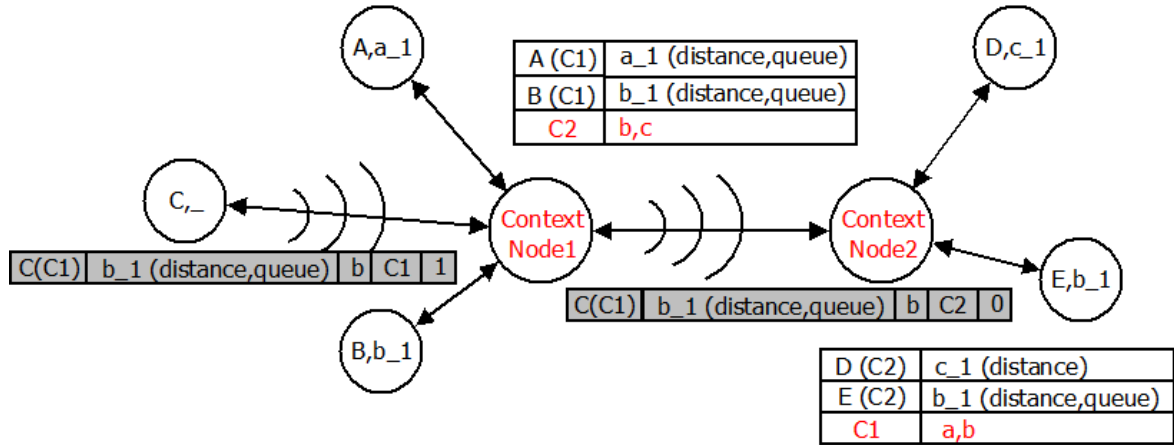 A,a_1
D,c_1
A (C1) a_1 (distance,queue)
B (C1) b_1 (distance,queue)
C2 b,c
C,_
Context
Node1
Context
Node2
C(C1) b_1 (distance,queue) b C1 1
E,b_1
C(C1) b_1 (distance,queue) b C2 0
B,b_1
D (C2) c_1 (distance)
E (C2) b_1 (distance,queue)
C1 a,b